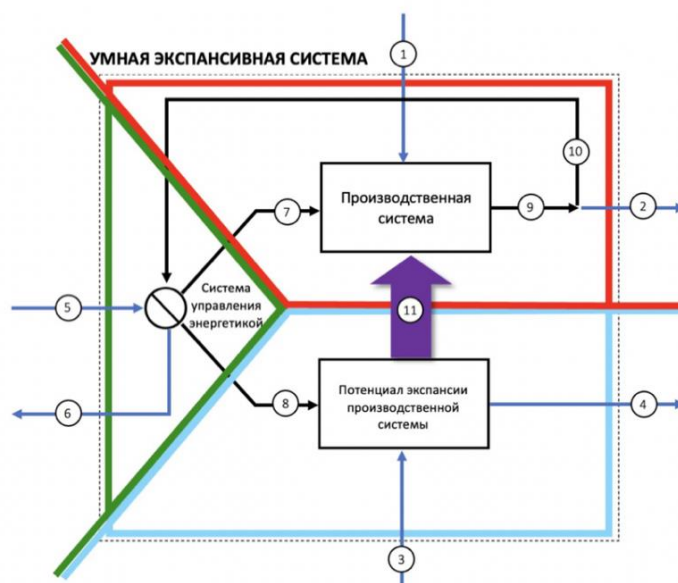 УМНАЯ ЭКСПАНСИВНАЯ СИСТЕМА
1
10
Производственная
система
7
9
2
Система
управления
энергетикой
5
11
6
8
Потенциал экспансии
производственной
системы
4
3